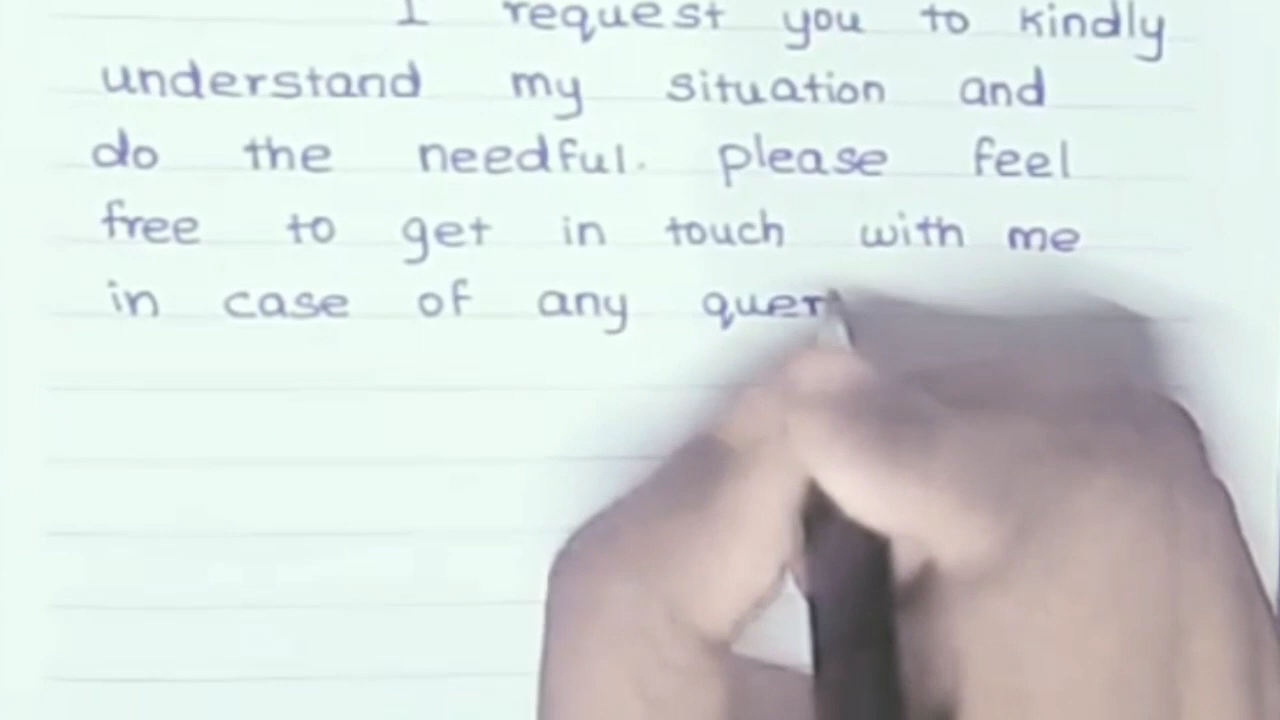 I request you to kindly
understand my situation and
do the needful. please feel
free to get in touch with me
in case of any quer